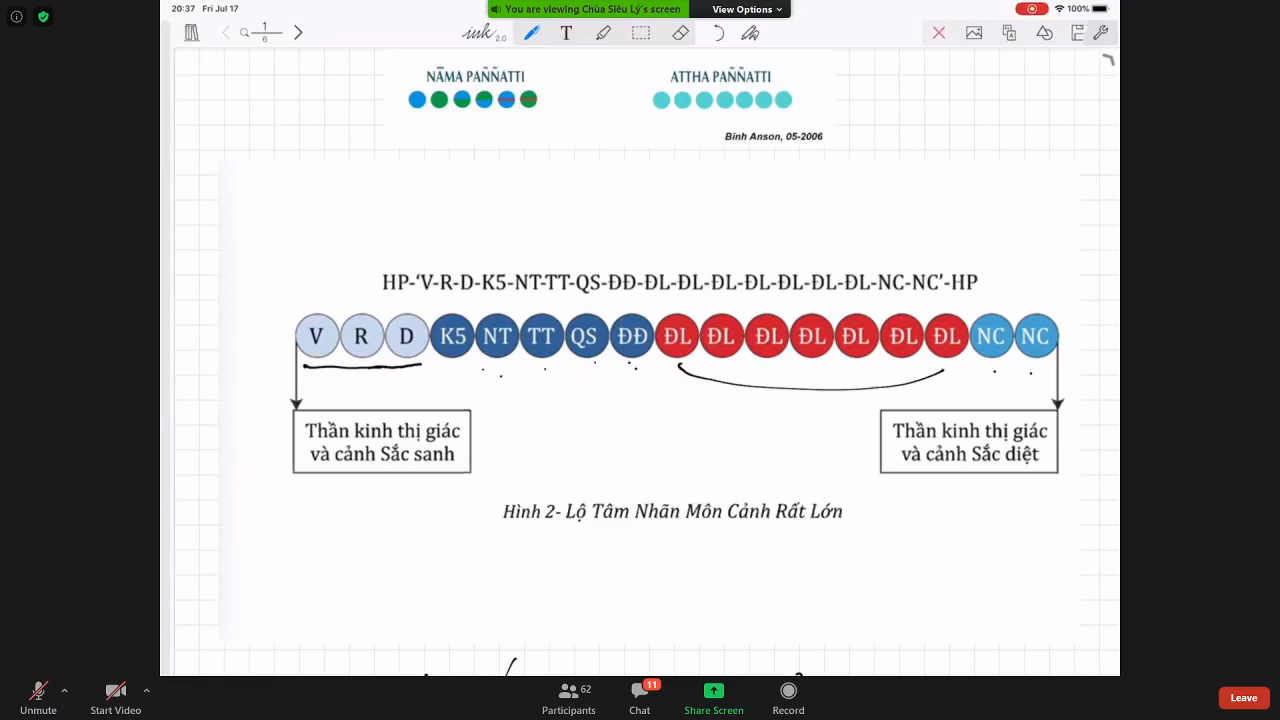 20:37 Fri Jul 17
You are viewing Chùa Siêu Lý's screen
View Options
100%
1
6
ink 2.0
T
NĀMA PAÑÑATTI
ATTHA PAÑÑATTI
Binh Anson, 05-2006
HP-‘V-R-D-K5-NT-TT-QS-ĐĐ-ĐL-ĐL-ĐL-ĐL-ĐL-ĐL-ĐL-NC-NC’-HP
V R D K5 NT TT QS ĐĐ ĐL ĐL ĐL ĐL ĐL ĐL ĐL NC NC
Thần kinh thị giác
và cảnh Sắc sanh
Thần kinh thị giác
và cảnh Sắc diệt
Hình 2- Lộ Tâm Nhãn Môn Cảnh Rất Lớn
Unmute
Start Video
62
Participants
11
Chat
Share Screen
Record
Leave